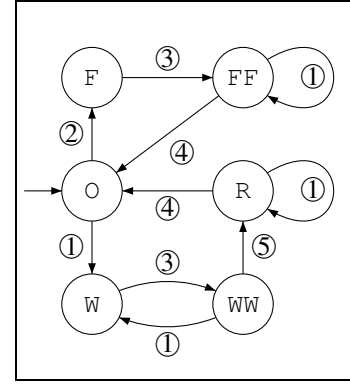 F ③ FF ①
② ④
O ④ R ①
① ③ ⑤
W ① WW